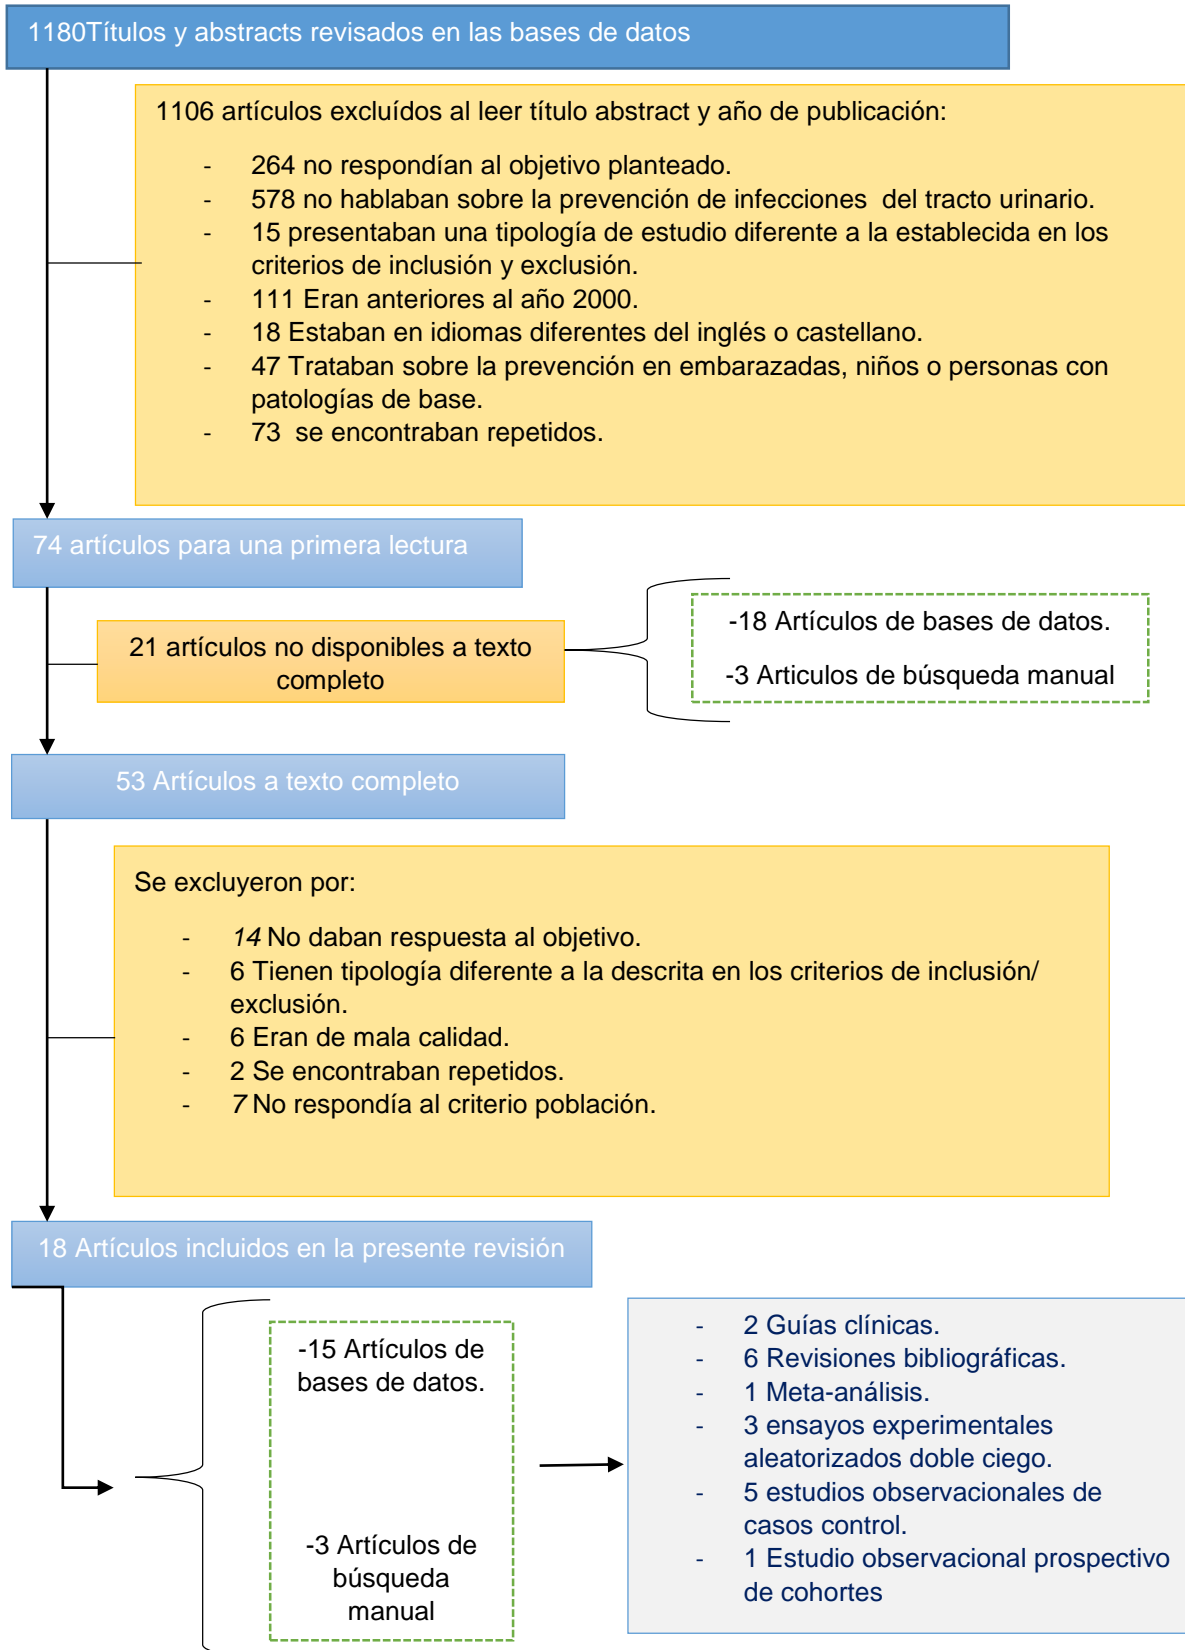 1180Títulos y abstracts revisados en las bases de datos
1106 artículos excluídos al leer título abstract y año de publicación:
- 264 no respondían al objetivo planteado.
- 578 no hablaban sobre la prevención de infecciones del tracto urinario.
- 15 presentaban una tipología de estudio diferente a la establecida en los
criterios de inclusión y exclusión.
- 111 Eran anteriores al año 2000.
- 18 Estaban en idiomas diferentes del inglés o castellano.
- 47 Trataban sobre la prevención en embarazadas, niños o personas con
patologías de base.
- 73 se encontraban repetidos.
74 artículos para una primera lectura
21 artículos no disponibles a texto
completo
-18 Artículos de bases de datos.
-3 Articulos de búsqueda manual
53 Artículos a texto completo
Se excluyeron por:
- 14 No daban respuesta al objetivo.
- 6 Tienen tipología diferente a la descrita en los criterios de inclusión/
exclusión.
- 6 Eran de mala calidad.
- 2 Se encontraban repetidos.
- 7 No respondía al criterio población.
18 Artículos incluidos en la presente revisión
-15 Artículos de
bases de datos.
-3 Artículos de
búsqueda
manual
- 2 Guías clínicas.
- 6 Revisiones bibliográficas.
- 1 Meta-análisis.
- 3 ensayos experimentales
aleatorizados doble ciego.
- 5 estudios observacionales de
casos control.
- 1 Estudio observacional prospectivo
de cohortes